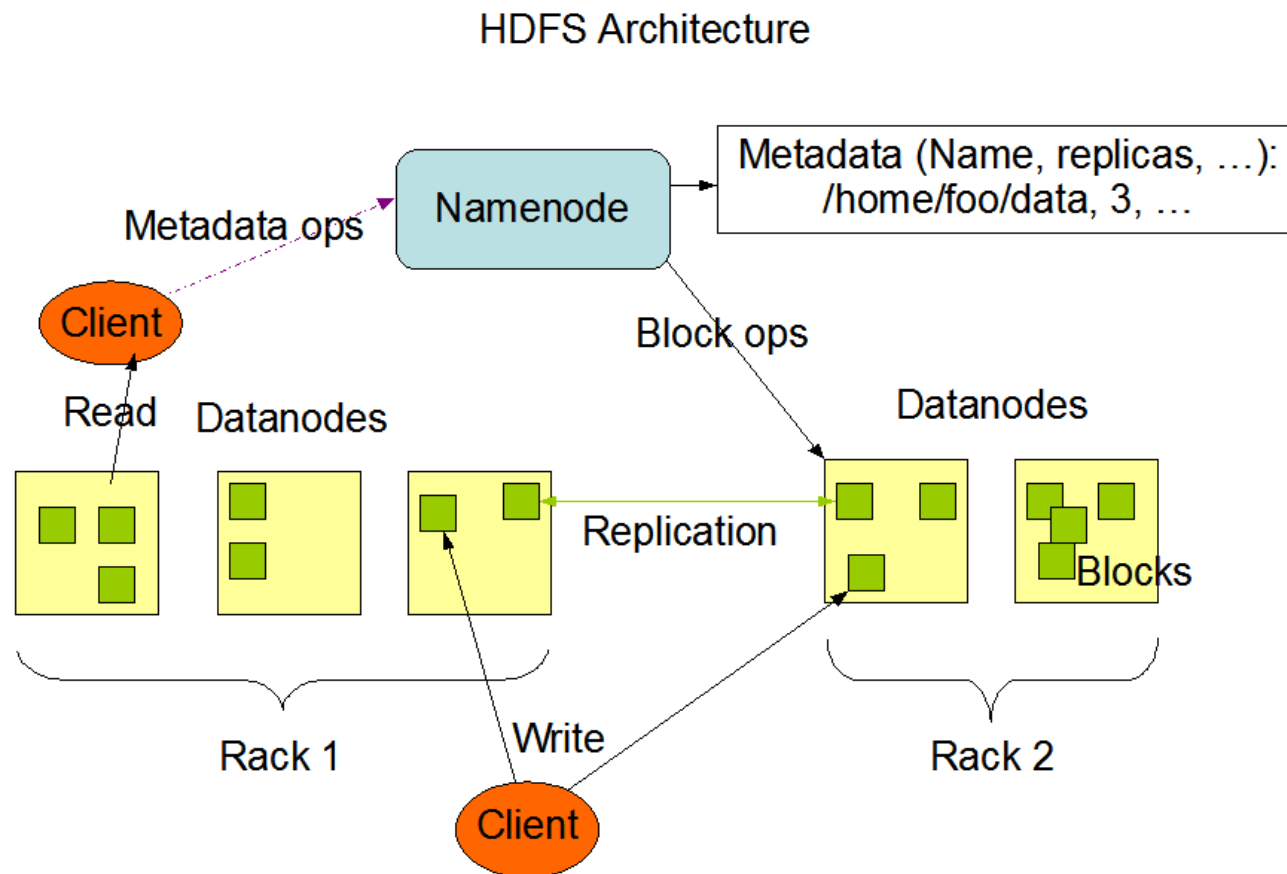 HDFS Architecture
Metadata (Name, replicas, …):
/home/foo/data, 3, …
Namenode
Metadata ops
Client
Block ops
Read
Datanodes
Datanodes
Replication
Blocks
Rack 1
Write
Rack 2
Client